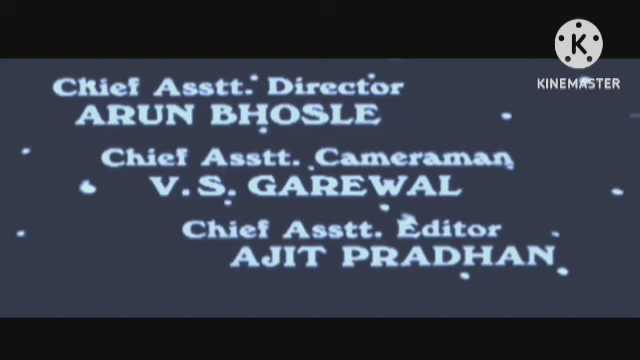 Chief Asstt. Director
ARUN BHOSLE
Chief Asstt. Cameraman
V. S. GAREWAL
Chief Asstt. Editor
AJIT PRADHAN
K
KINEMASTER